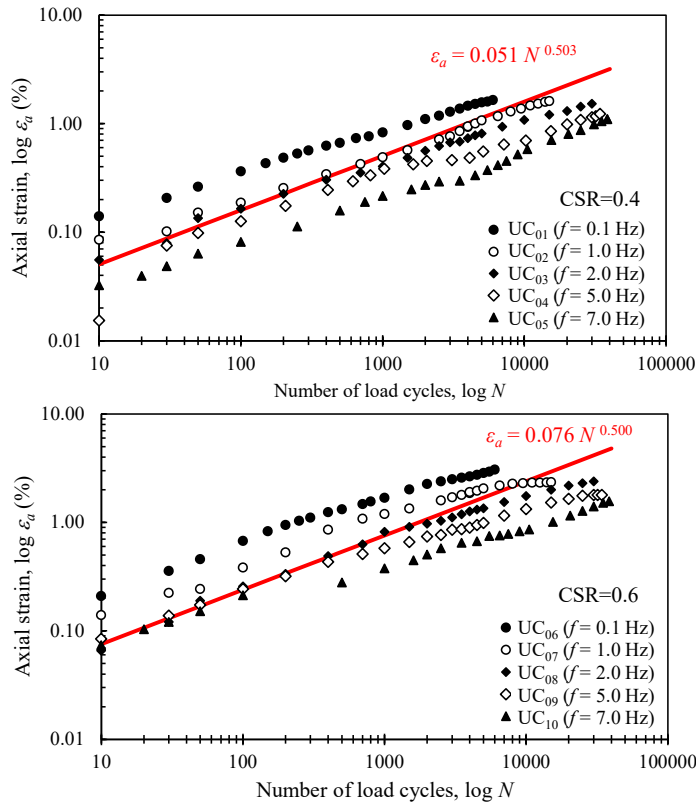 10.00
1.00
0.10
0.01
Axial strain, log εₐ (%)
εₐ = 0.051 N^0.503
CSR=0.4
UC₀₁ (f = 0.1 Hz)
UC₀₂ (f = 1.0 Hz)
UC₀₃ (f = 2.0 Hz)
UC₀₄ (f = 5.0 Hz)
UC₀₅ (f = 7.0 Hz)
10 100 1000 10000 100000
Number of load cycles, log N
10.00
1.00
0.10
0.01
Axial strain, log εₐ (%)
εₐ = 0.076 N^0.500
CSR=0.6
UC₀₆ (f = 0.1 Hz)
UC₀₇ (f = 1.0 Hz)
UC₀₈ (f = 2.0 Hz)
UC₀₉ (f = 5.0 Hz)
UC₁₀ (f = 7.0 Hz)
10 100 1000 10000 100000
Number of load cycles, log N